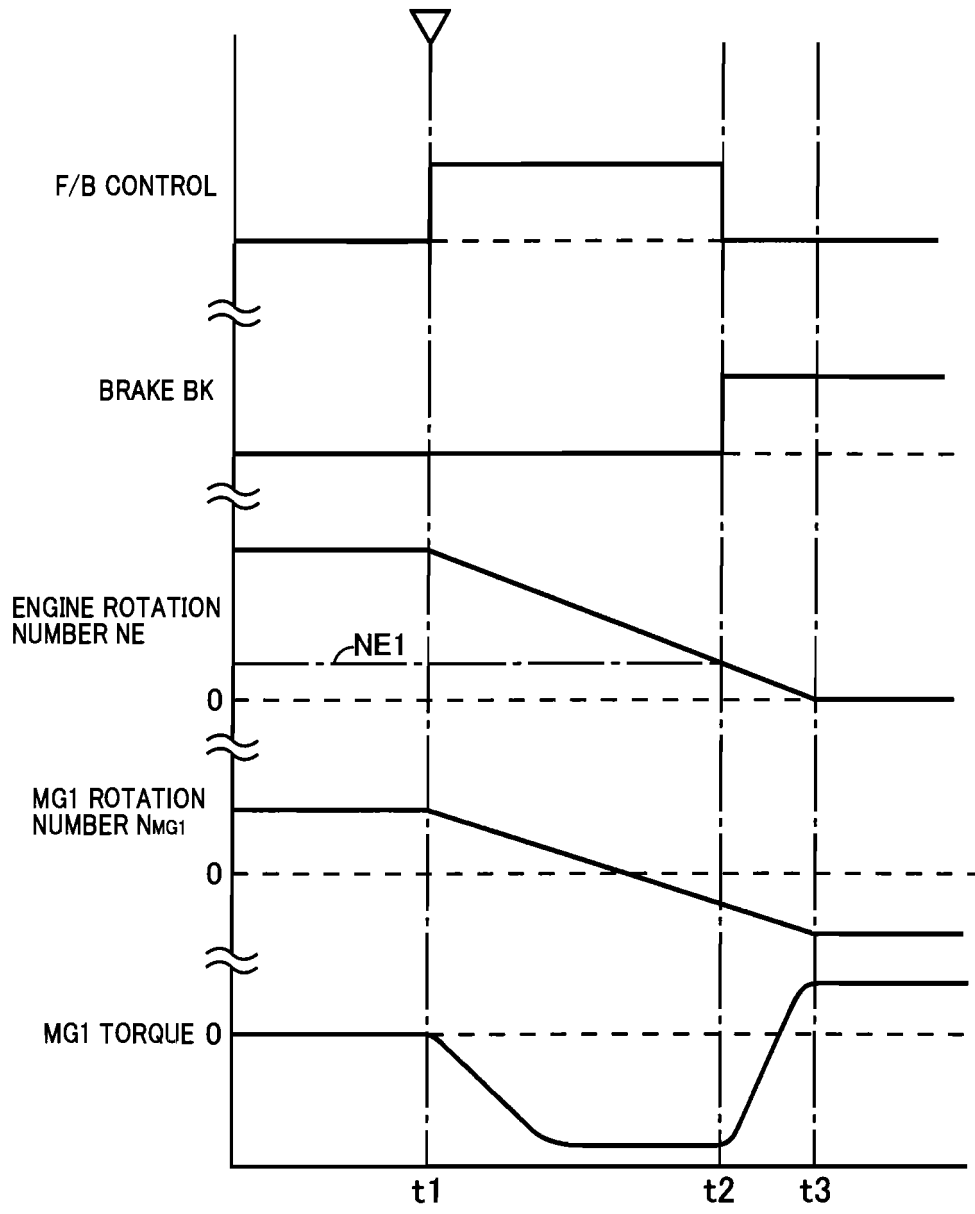 F/B CONTROL
BRAKE BK
ENGINE ROTATION
NUMBER NE
NE1
0
MG1 ROTATION
NUMBER NMG1
0
MG1 TORQUE 0
t1 t2 t3